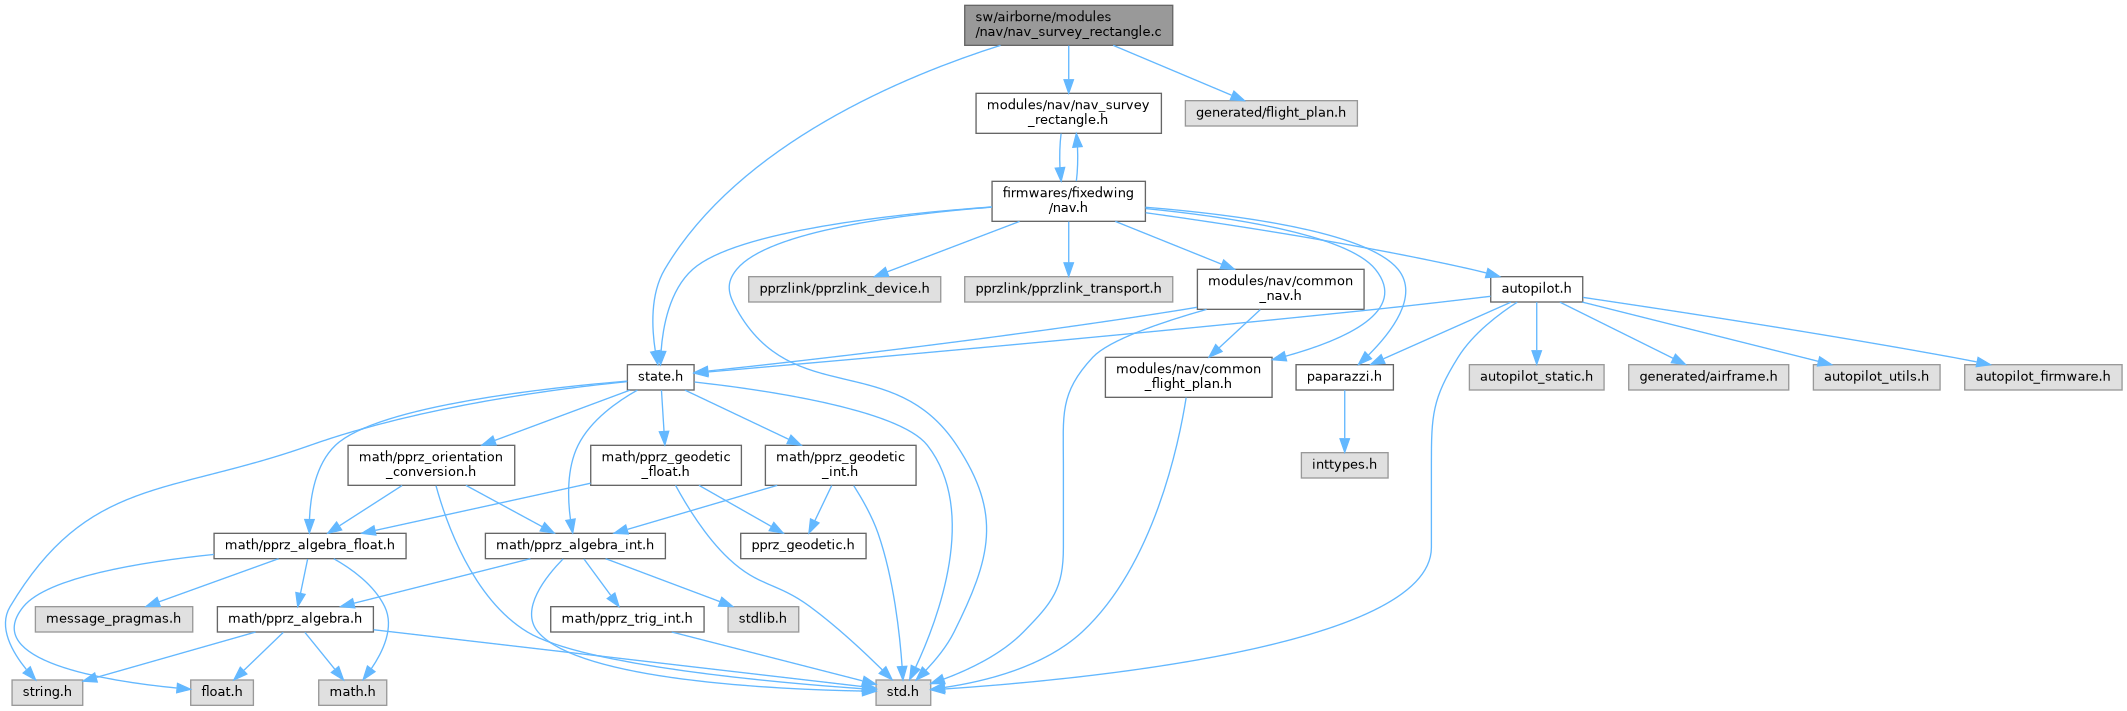 sw/airborne/modules
/nav/nav_survey_rectangle.c
modules/nav/nav_survey
_rectangle.h
generated/flight_plan.h
firmwares/fixedwing
/nav.h
pprzlink/pprzlink_device.h
pprzlink/pprzlink_transport.h
modules/nav/common
_nav.h
autopilot.h
state.h
modules/nav/common
_flight_plan.h
paparazzi.h
autopilot_static.h
generated/airframe.h
autopilot_utils.h
autopilot_firmware.h
math/pprz_orientation
_conversion.h
math/pprz_geodetic
_float.h
math/pprz_geodetic
_int.h
inttypes.h
math/pprz_algebra_float.h
math/pprz_algebra_int.h
pprz_geodetic.h
message_pragmas.h
math/pprz_algebra.h
math/pprz_trig_int.h
stdlib.h
string.h
float.h
math.h
std.h